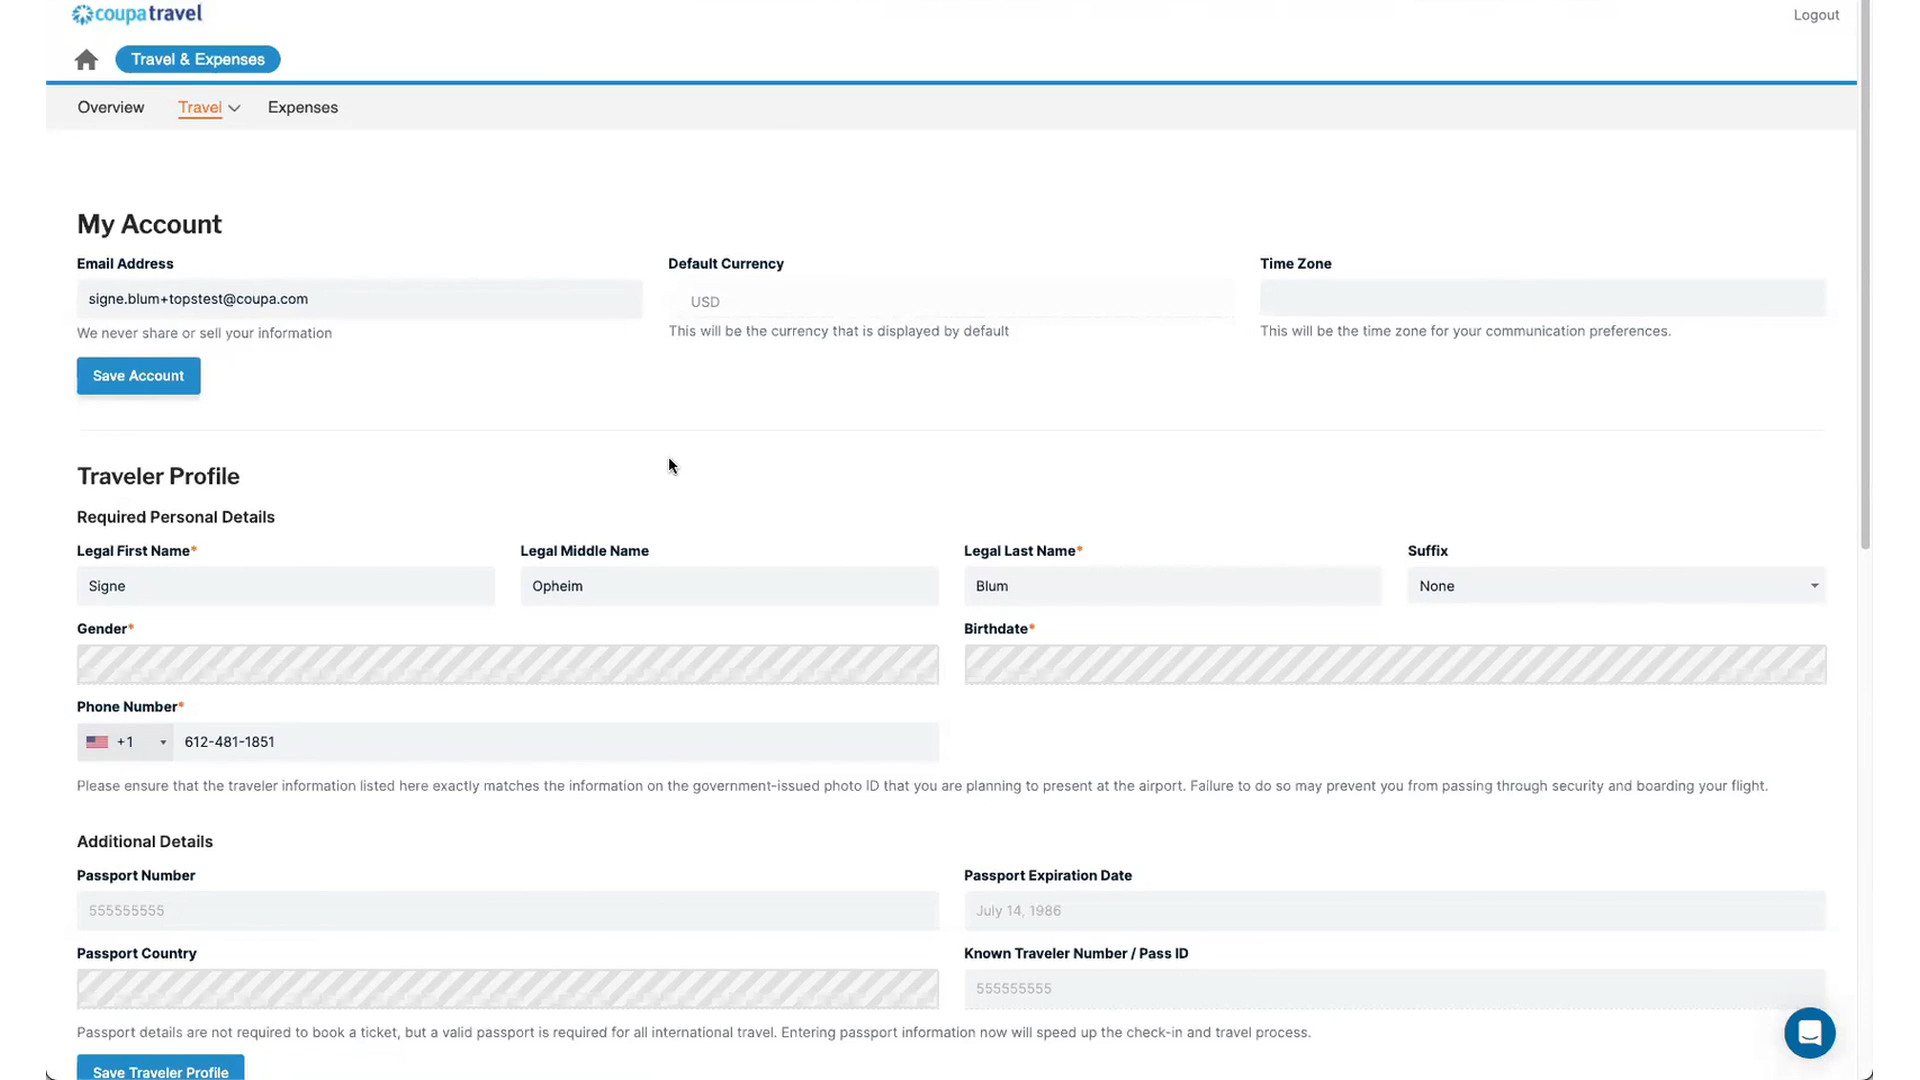 coupa travel
Logout
Travel & Expenses
Overview
Travel
Expenses
My Account
Email Address
Default Currency
Time Zone
signe.blum+topstest@coupa.com
USD
We never share or sell your information
This will be the currency that is displayed by default
This will be the time zone for your communication preferences.
Save Account
Traveler Profile
Required Personal Details
Legal First Name*
Legal Middle Name
Legal Last Name*
Suffix
Signe
Opheim
Blum
None
Gender*
Birthdate*
Phone Number*
+1
612-481-1851
Please ensure that the traveler information listed here exactly matches the information on the government-issued photo ID that you are planning to present at the airport. Failure to do so may prevent you from passing through security and boarding your flight.
Additional Details
Passport Number
Passport Expiration Date
555555555
July 14, 1986
Passport Country
Known Traveler Number / Pass ID
555555555
Passport details are not required to book a ticket, but a valid passport is required for all international travel. Entering passport information now will speed up the check-in and travel process.
Save Traveler Profile